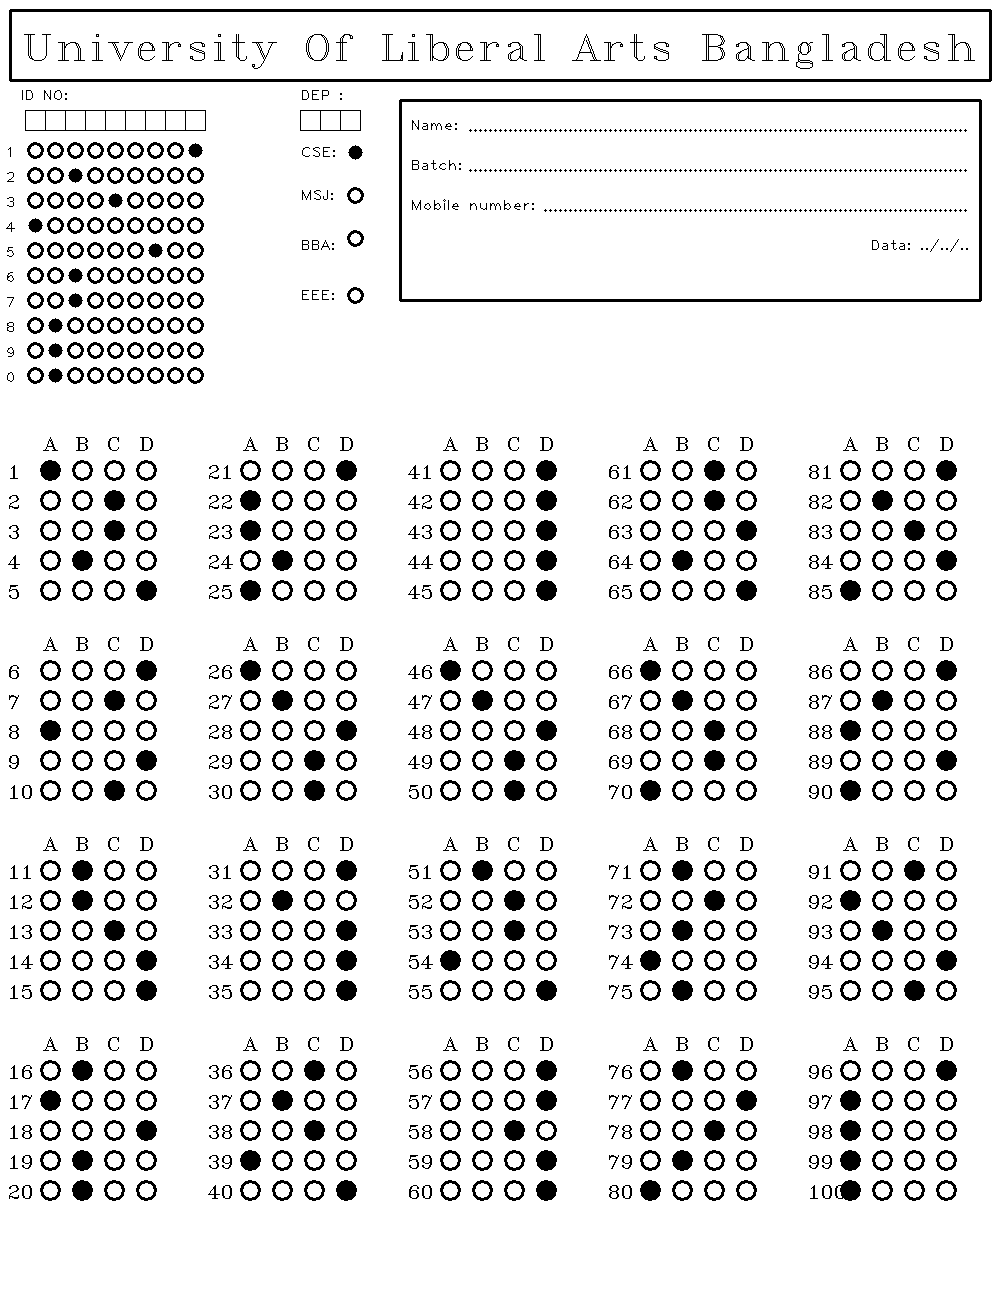 University Of Liberal Arts Bangladesh
ID NO:
DEP :
Name: ........................................
Batch: ........................................
Mobile number: ........................................
Data: ../../..
CSE:
MSJ:
BBA:
EEE:
1
2
3
4
5
6
7
8
9
0
A B C D A B C D A B C D A B C D A B C D
1 21 41 61 81
2 22 42 62 82
3 23 43 63 83
4 24 44 64 84
5 25 45 65 85
A B C D A B C D A B C D A B C D A B C D
6 26 46 66 86
7 27 47 67 87
8 28 48 68 88
9 29 49 69 89
10 30 50 70 90
A B C D A B C D A B C D A B C D A B C D
11 31 51 71 91
12 32 52 72 92
13 33 53 73 93
14 34 54 74 94
15 35 55 75 95
A B C D A B C D A B C D A B C D A B C D
16 36 56 76 96
17 37 57 77 97
18 38 58 78 98
19 39 59 79 99
20 40 60 80 100